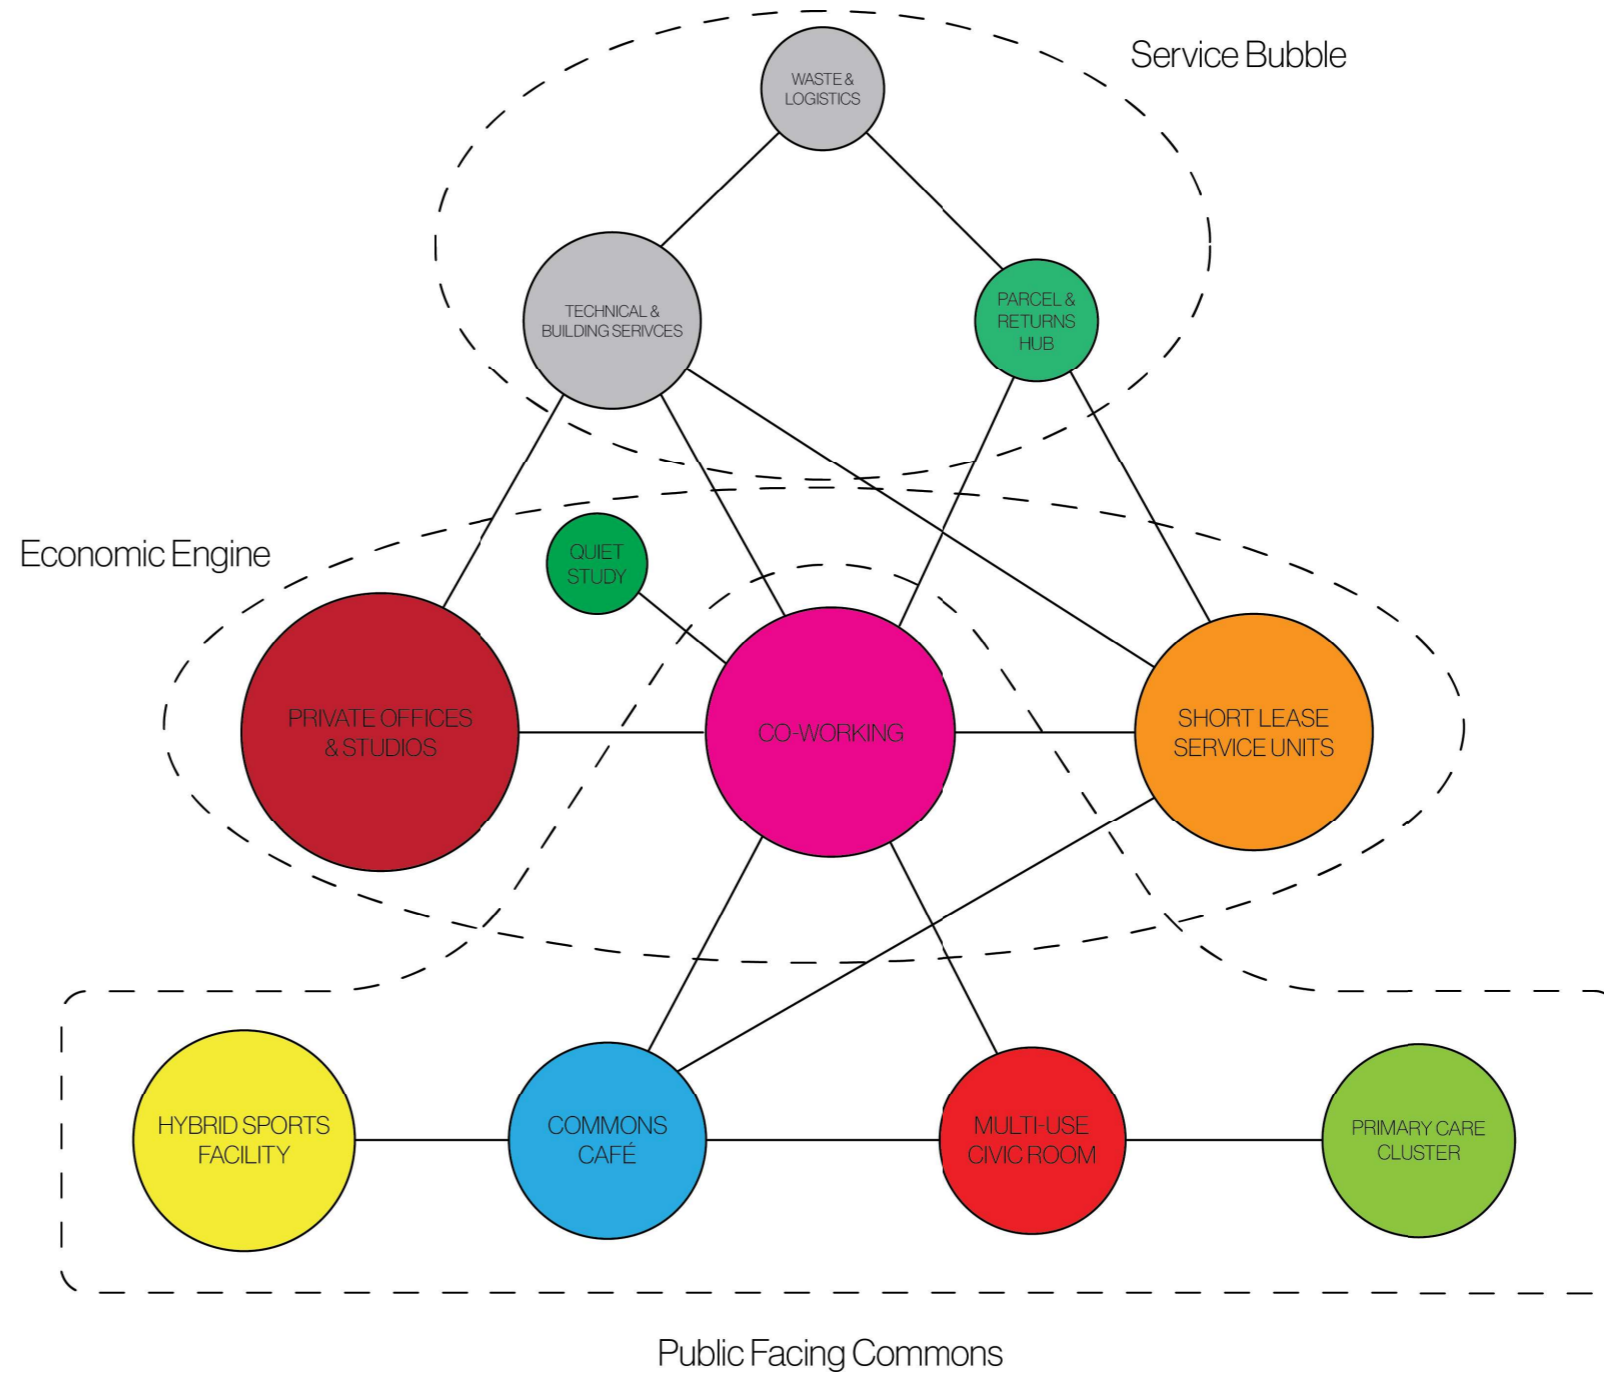 Service Bubble
WASTE &
LOGISTICS
TECHNICAL &
BUILDING SERIVCES
PARCEL &
RETURNS
HUB
Economic Engine
QUIET
STUDY
PRIVATE OFFICES
& STUDIOS
CO-WORKING
SHORT LEASE
SERVICE UNITS
HYBRID SPORTS
FACILITY
COMMONS
CAFÉ
MULTI-USE
CIVIC ROOM
PRIMARY CARE
CLUSTER
Public Facing Commons